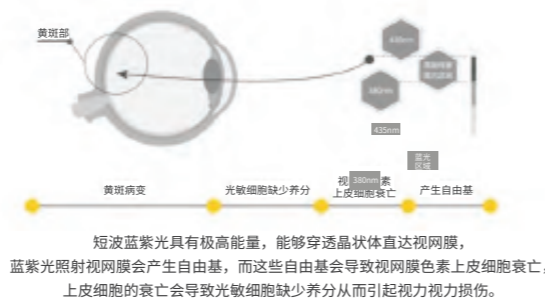 黄斑部
430nm
380nm
435nm
蓝光
区域
黄斑病变
光敏细胞缺少养分
视 380nm 素
上皮细胞衰亡
产生自由基
短波蓝紫光具有极高能量，能够穿透晶状体直达视网膜，
蓝紫光照射视网膜会产生自由基，而这些自由基会导致视网膜色素上皮细胞衰亡，
上皮细胞的衰亡会导致光敏细胞缺少养分从而引起视力视力损伤。